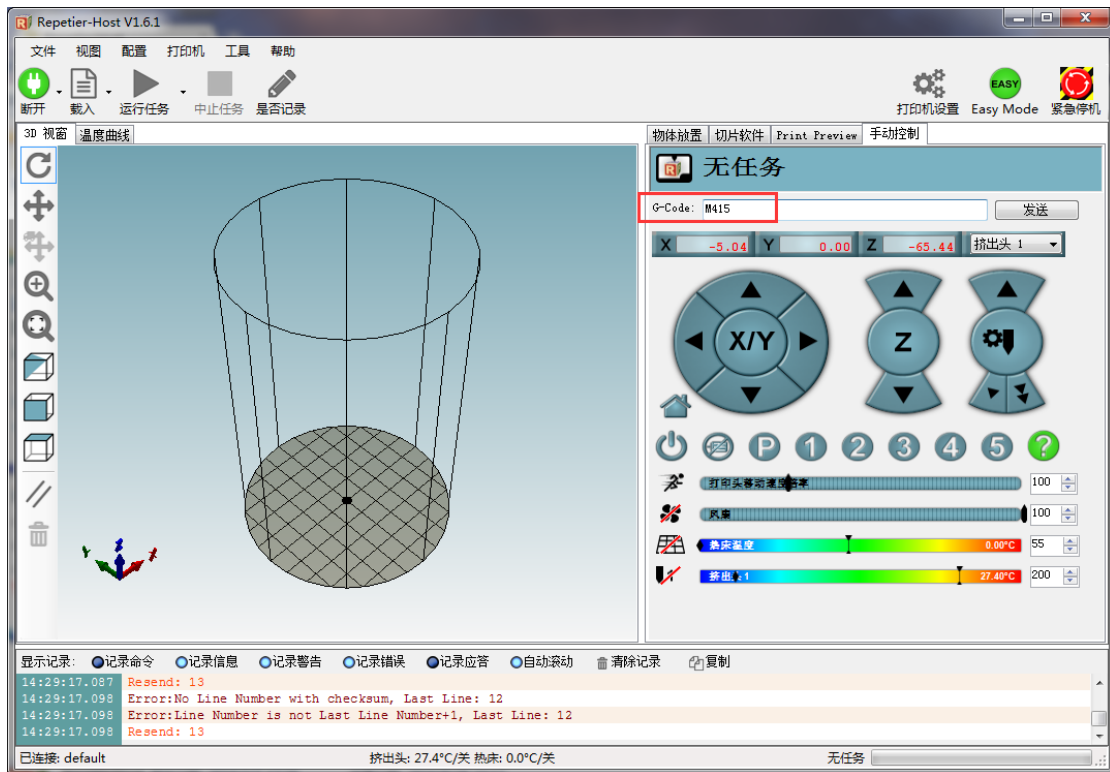 Repetier-Host V1.6.1
文件 视图 配置 打印机 工具 帮助
断开 载入 运行任务 中止任务 是否记录 打印机设置 Easy Mode 紧急停机
EASY
3D 视窗 温度曲线
物体放置 切片软件 Print Preview 手动控制
无任务
G-Code: M415 发送
X -5.04 Y 0.00 Z -65.44 挤出头 1
X/Y Z
P 1 2 3 4 5 ?
打印头移动速度倍率 100
风扇 100
热床温度 0.00°C 55
挤出头 1 27.40°C 200
显示记录: 记录命令 记录信息 记录警告 记录错误 记录应答 自动滚动 清除记录 复制
14:29:17.087 Resend: 13
14:29:17.098 Error:No Line Number with checksum, Last Line: 12
14:29:17.098 Error:Line Number is not Last Line Number+1, Last Line: 12
14:29:17.098 Resend: 13
已连接: default 挤出头: 27.4°C/关 热床: 0.0°C/关 无任务